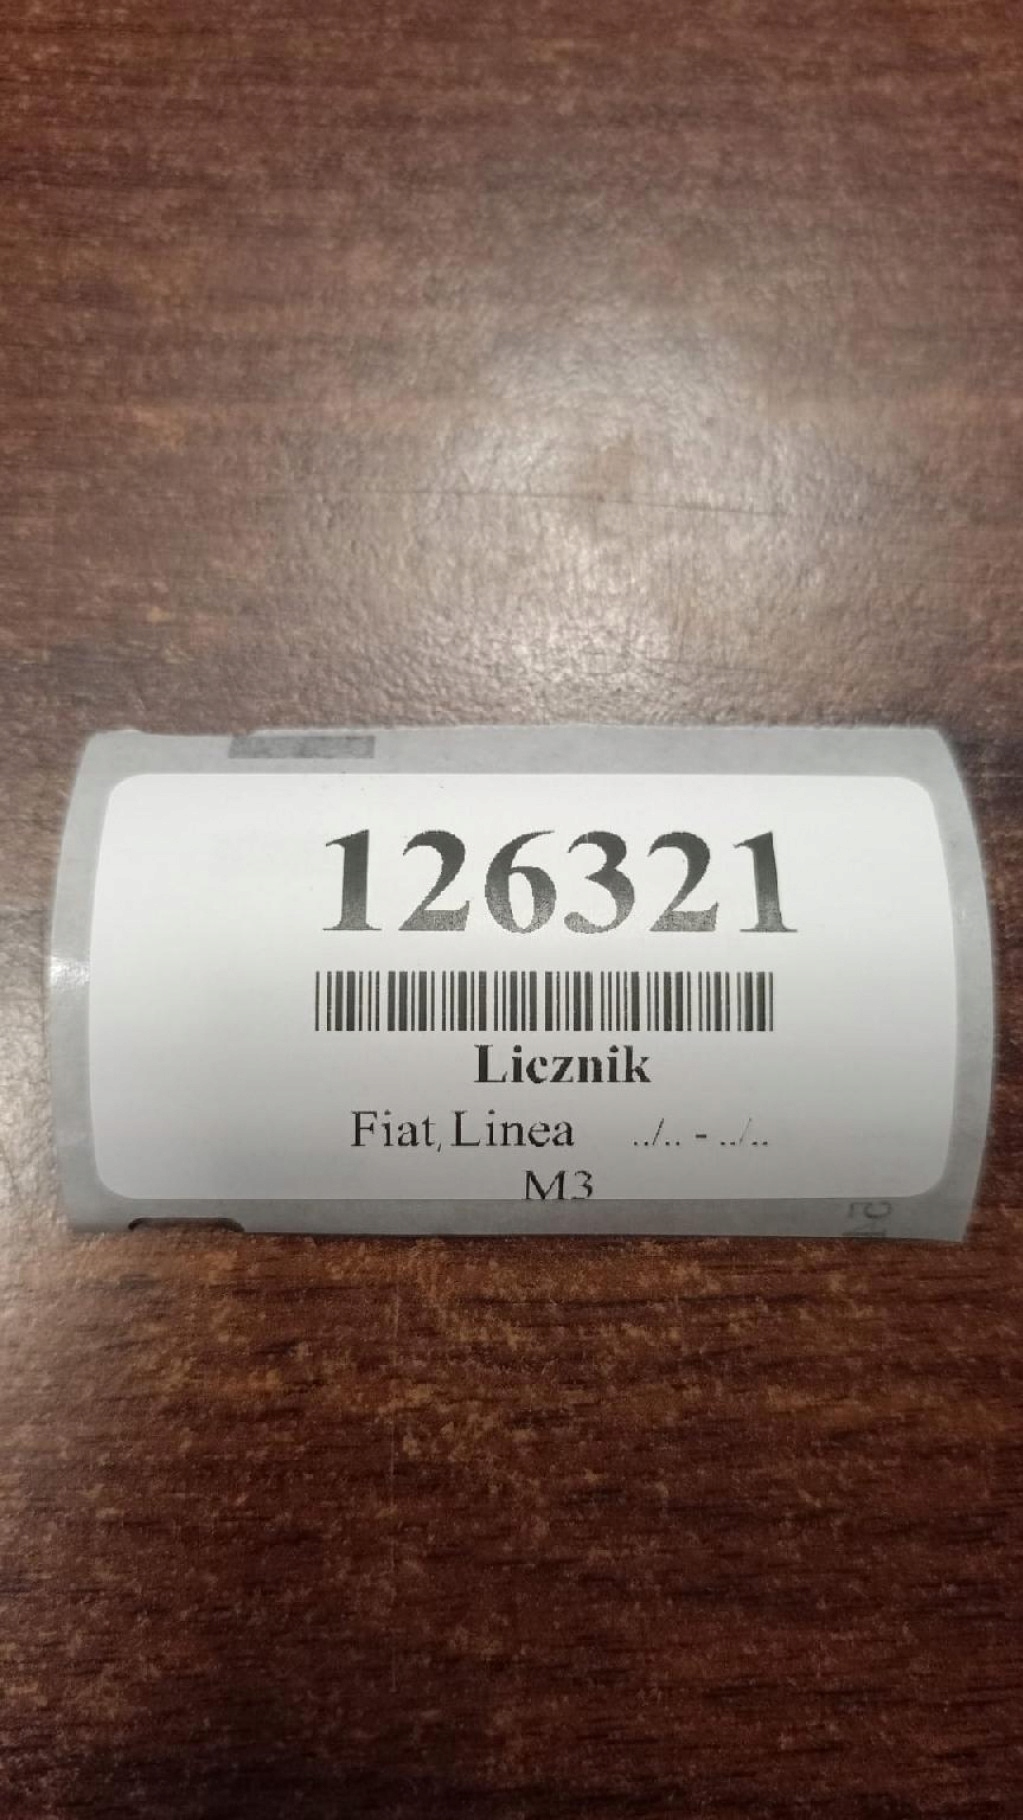 126321
Licznik
Fiat, Linea ../.. - ../..
M3